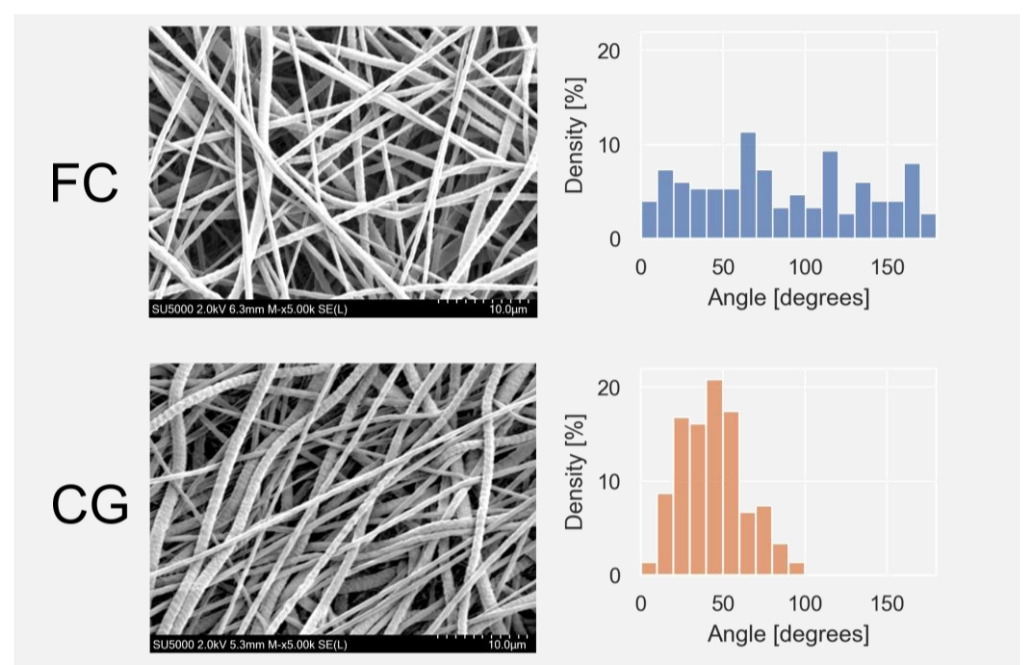 FC
SU5000 2.0kV 6.3mm M-x5.00k SE(L) 10.0µm
20
10
0
Density [%]
0 50 100 150
Angle [degrees]
CG
SU5000 2.0kV 5.3mm M-x5.00k SE(L) 10.0µm
20
10
0
Density [%]
0 50 100 150
Angle [degrees]